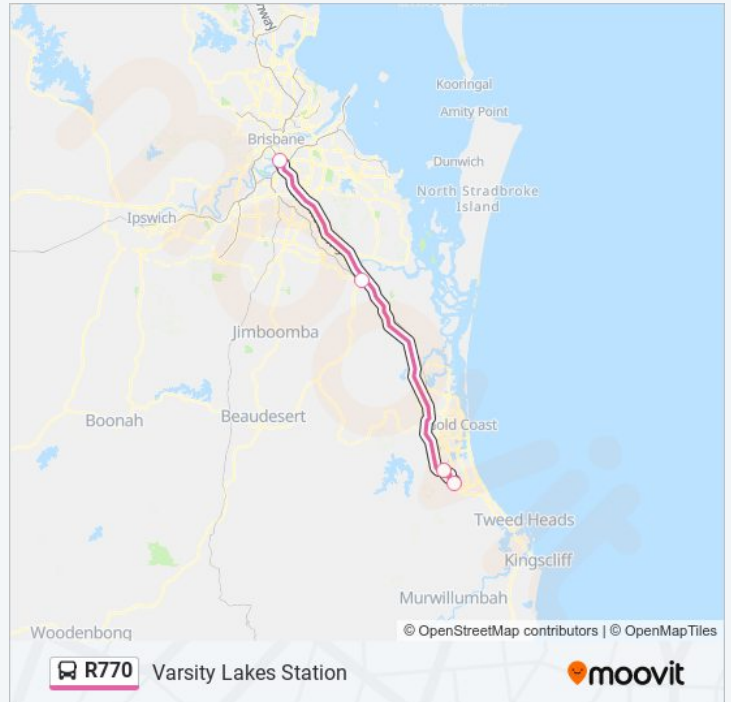 way
Kooringal
Amity Point
Brisbane
Dunwich
North Stradbroke
Island
Ipswich
Jimboomba
Boonah
Beaudesert
Gold Coast
Tweed Heads
Kingscliff
Murwillumbah
Woodenbong
© OpenStreetMap contributors | © OpenMapTiles
R770
Varsity Lakes Station
moovit